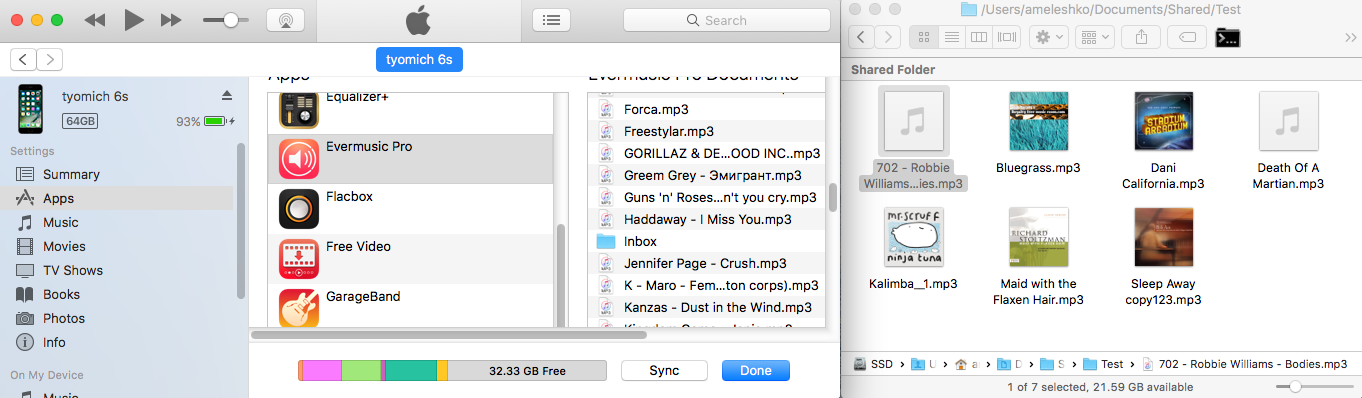 Search
tyomich 6s
tyomich 6s
64GB
93%
Settings
Summary
Apps
Music
Movies
TV Shows
Books
Photos
Info
On My Device
Music
Apps
Equalizer+
Evermusic Pro
Flacbox
Free Video
GarageBand
Evermusic Pro Documents
Forca.mp3
Freestylar.mp3
GORILLAZ & DE...OOD INC..mp3
Greem Grey - Эмигрант.mp3
Guns 'n' Roses...n't you cry.mp3
Haddaway - I Miss You.mp3
Inbox
Jennifer Page - Crush.mp3
K - Maro - Fem...ton corps).mp3
Kanzas - Dust in the Wind.mp3
32.33 GB Free
Sync
Done
/Users/ameleshko/Documents/Shared/Test
Shared Folder
702 - Robbie
Williams...ies.mp3
Bluegrass.mp3
Dani
California.mp3
Death Of A
Martian.mp3
STADIUM
ARCADIUM
mr.scruff
ninja tuna
Kalimba__1.mp3
RICHARD
STOLTZMAN
Maid with the
Flaxen Hair.mp3
Sleep Away
copy123.mp3
SSD › U › a › D › S › Test › 702 - Robbie Williams - Bodies.mp3
1 of 7 selected, 21.59 GB available